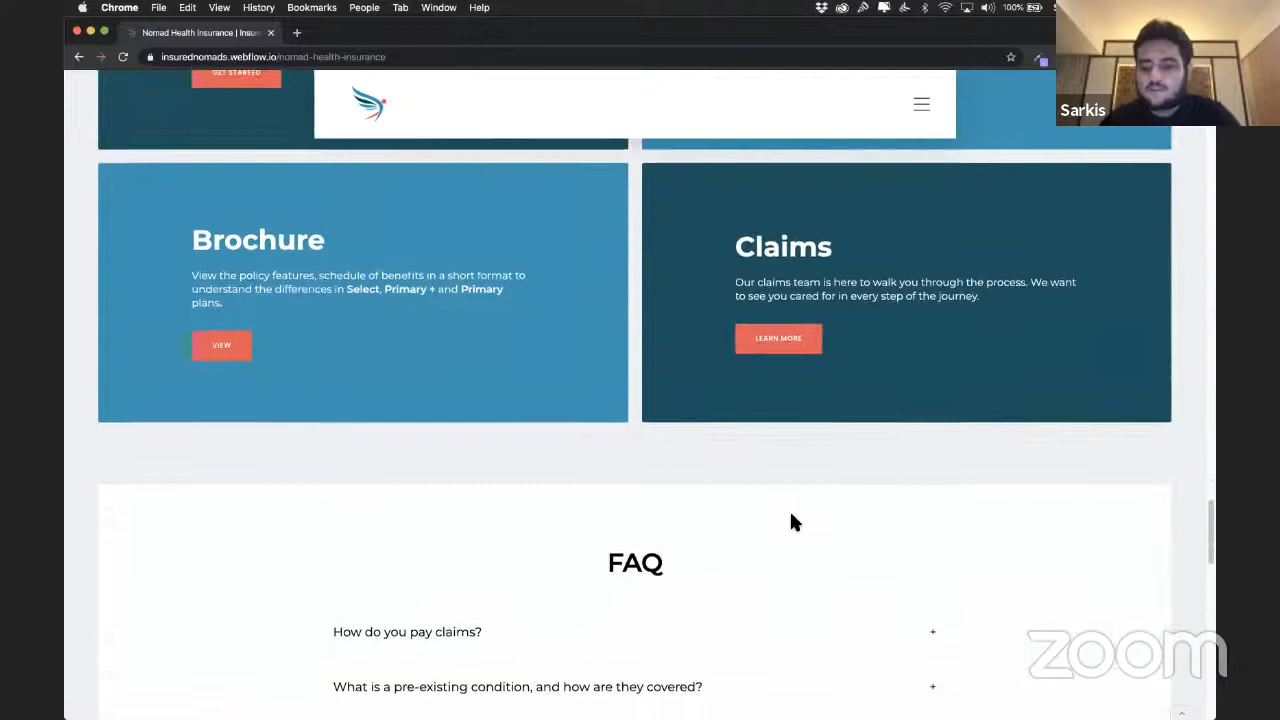 Chrome File Edit View History Bookmarks People Tab Window Help 100%
Nomad Health Insurance | Insur
insurednomads.webflow.io/nomad-health-insurance
Sarkis
GET STARTED
Brochure
View the policy features, schedule of benefits in a short format to
understand the differences in Select, Primary + and Primary
plans.
VIEW
Claims
Our claims team is here to walk you through the process. We want
to see you cared for in every step of the journey.
LEARN MORE
FAQ
How do you pay claims? +
What is a pre-existing condition, and how are they covered? +
zoom